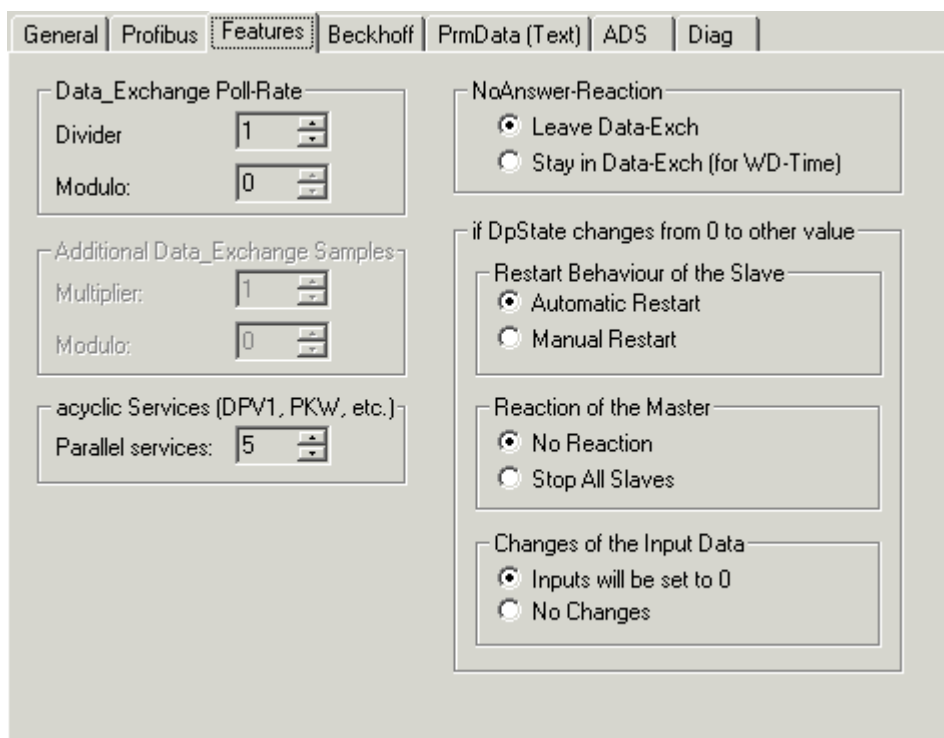 General Profibus Features Beckhoff PrmData (Text) ADS Diag
Data_Exchange Poll-Rate
Divider 1
Modulo: 0
Additional Data_Exchange Samples
Multiplier: 1
Modulo: 0
acyclic Services (DPV1, PKW, etc.)
Parallel services: 5
NoAnswer-Reaction
Leave Data-Exch
Stay in Data-Exch (for WD-Time)
if DpState changes from 0 to other value
Restart Behaviour of the Slave
Automatic Restart
Manual Restart
Reaction of the Master
No Reaction
Stop All Slaves
Changes of the Input Data
Inputs will be set to 0
No Changes